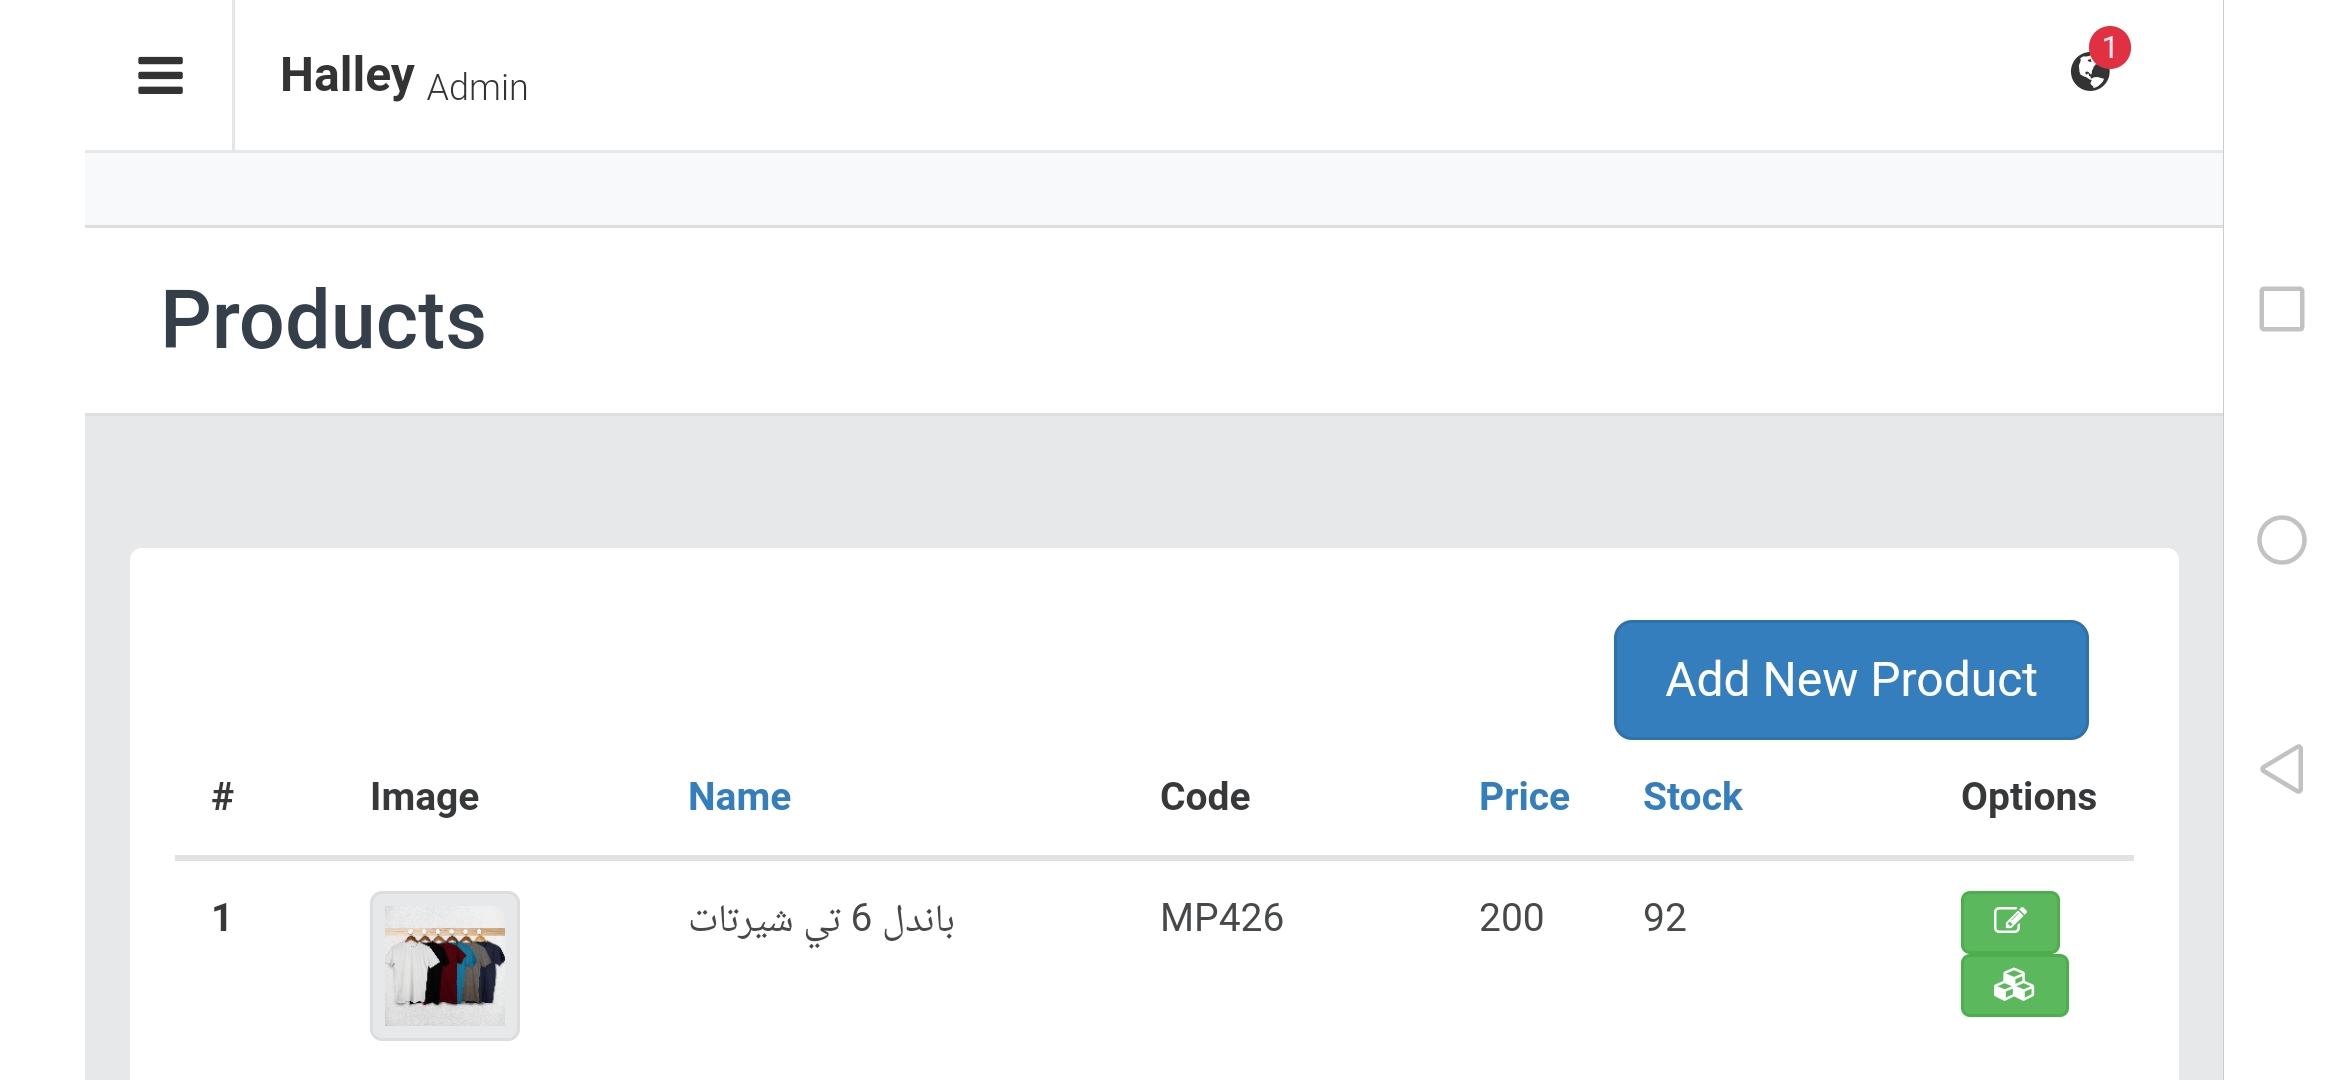 Halley Admin
1
Products
Add New Product
# Image Name Code Price Stock Options
1 باندل 6 تي شيرتات MP426 200 92